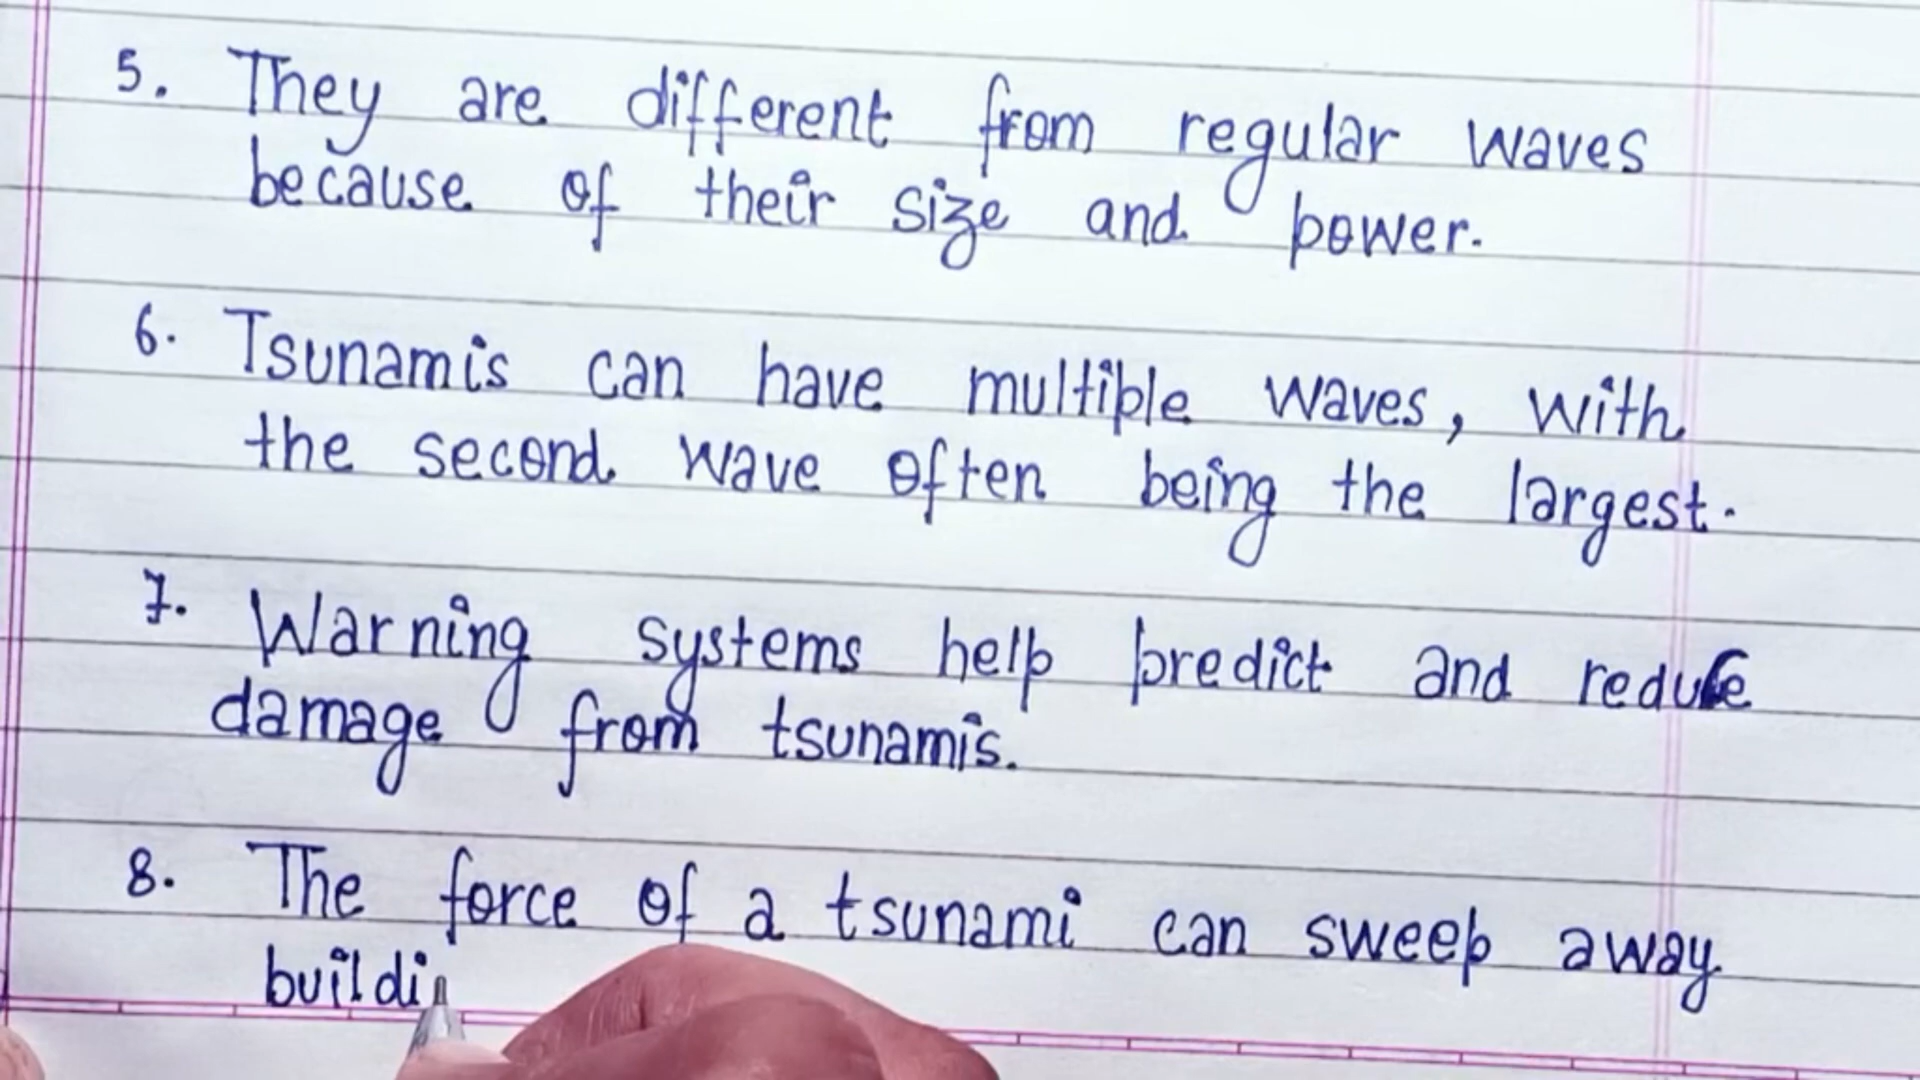 5. They are different from regular waves
because of their size and power.
6. Tsunamis can have multiple waves, with
the second wave often being the largest.
7. Warning systems help predict and reduce
damage from tsunamis.
8. The force of a tsunami can sweep away
buildi